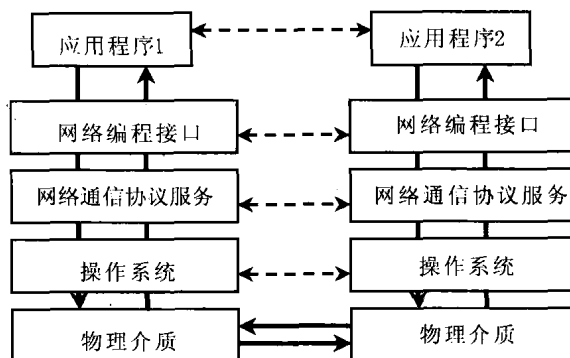 应用程序1
应用程序2
网络编程接口
网络编程接口
网络通信协议服务
网络通信协议服务
操作系统
操作系统
物理介质
物理介质